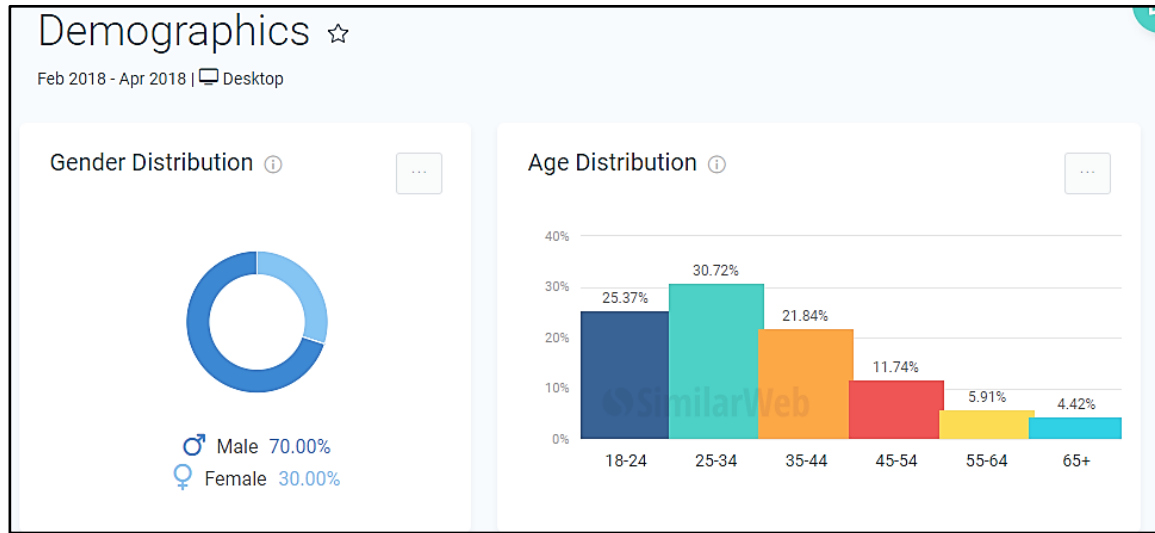 Demographics
Feb 2018 - Apr 2018 | Desktop
Gender Distribution
...
Male 70.00%
Female 30.00%
Age Distribution
...
40%
30%
20%
10%
0%
25.37%
30.72%
21.84%
11.74%
5.91%
4.42%
SimilarWeb
18-24 25-34 35-44 45-54 55-64 65+